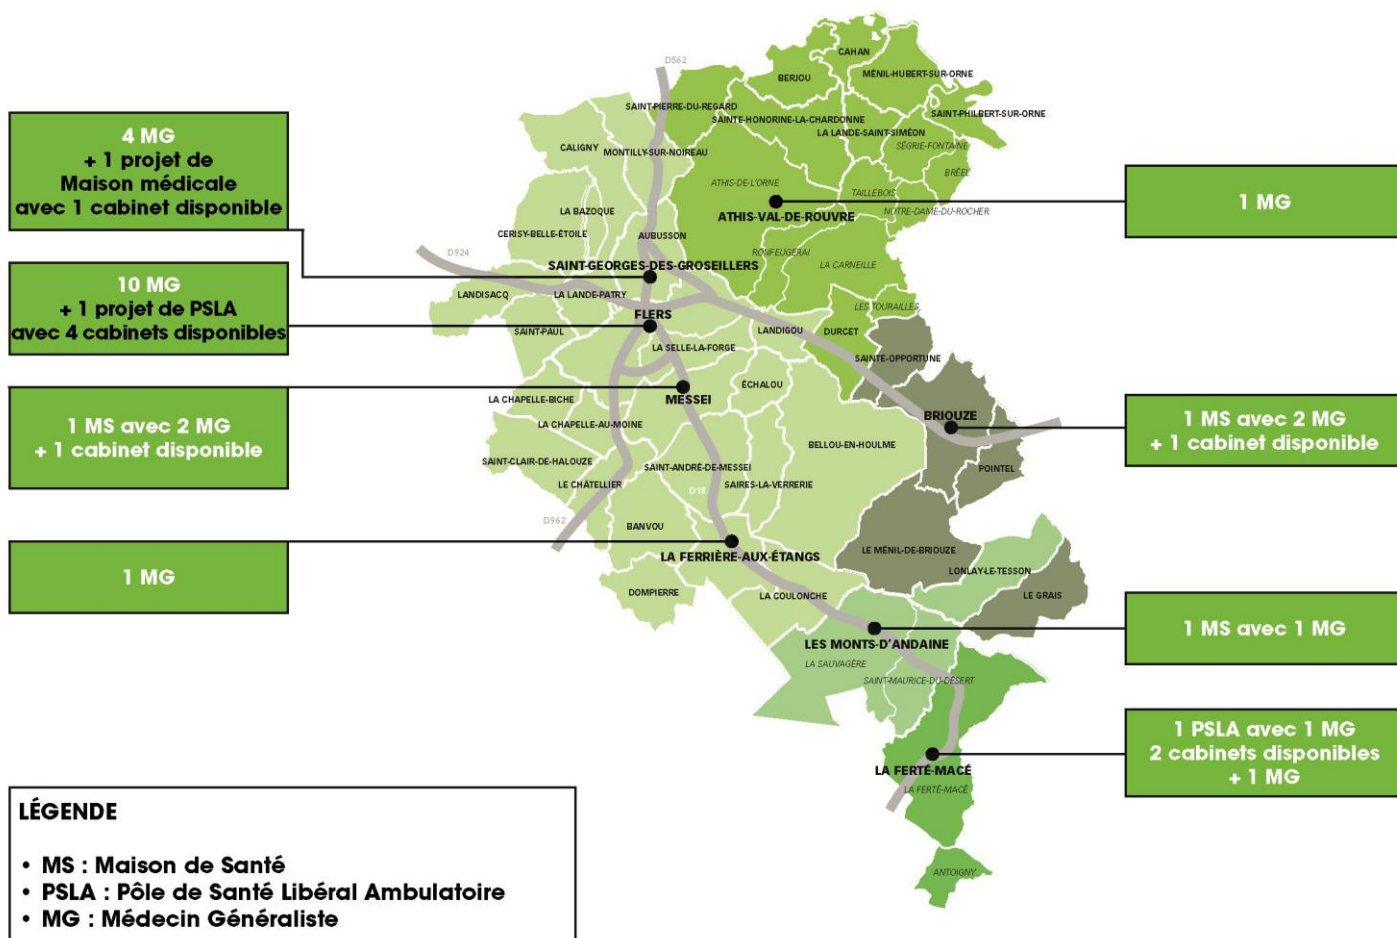 4 MG
+ 1 projet de
Maison médicale
avec 1 cabinet disponible
10 MG
+ 1 projet de PSLA
avec 4 cabinets disponibles
1 MS avec 2 MG
+ 1 cabinet disponible
1 MG
D562
CAHAN
BERJOU
MÉNIL-HUBERT-SUR-ORNE
SAINT-PIERRE-DU-REGARD
SAINTE-HONORINE-LA-CHARDONNE
SAINT-PHILBERT-SUR-ORNE
LA LANDE-SAINT-SIMÉON
CALIGNY
MONTILLY-SUR-NOIREAU
SÉGRIE-FONTAINE
BRÉEL
ATHIS-DE-L'ORNE
TAILLEBOIS
LA BAZOQUE
NOTRE-DAME-DU-ROCHER
ATHIS-VAL-DE-ROUVRE
CERISY-BELLE-ÉTOILE
AUBUSSON
D924
RONFEUGERAI
LA CARNEILLE
SAINT-GEORGES-DES-GROSEILLERS
LANDISACQ
LA LANDE-PATRY
LES TOURAILLES
FLERS
SAINT-PAUL
LANDIGOU
DURCET
LA SELLE-LA-FORGE
SAINTE-OPPORTUNE
ÉCHALOU
LA CHAPELLE-BICHE
MESSEI
BRIOUZE
LA CHAPELLE-AU-MOINE
BELLOU-EN-HOULME
SAINT-CLAIR-DE-HALOUZE
SAINT-ANDRÉ-DE-MESSEI
POINTEL
LE CHÂTELLIER
SAIRES-LA-VERRERIE
D18
D962
BANVOU
LA FERRIÈRE-AUX-ÉTANGS
LE MÉNIL-DE-BRIOUZE
LONLAY-LE-TESSON
DOMPIERRE
LA COULONCHE
LE GRAIS
LES MONTS-D'ANDAINE
LA SAUVAGÈRE
SAINT-MAURICE-DU-DÉSERT
LA FERTÉ-MACÉ
LA FERTÉ-MACÉ
ANTOIGNY
1 MG
1 MS avec 2 MG
+ 1 cabinet disponible
1 MS avec 1 MG
1 PSLA avec 1 MG
2 cabinets disponibles
+ 1 MG
LÉGENDE
• MS : Maison de Santé
• PSLA : Pôle de Santé Libéral Ambulatoire
• MG : Médecin Généraliste